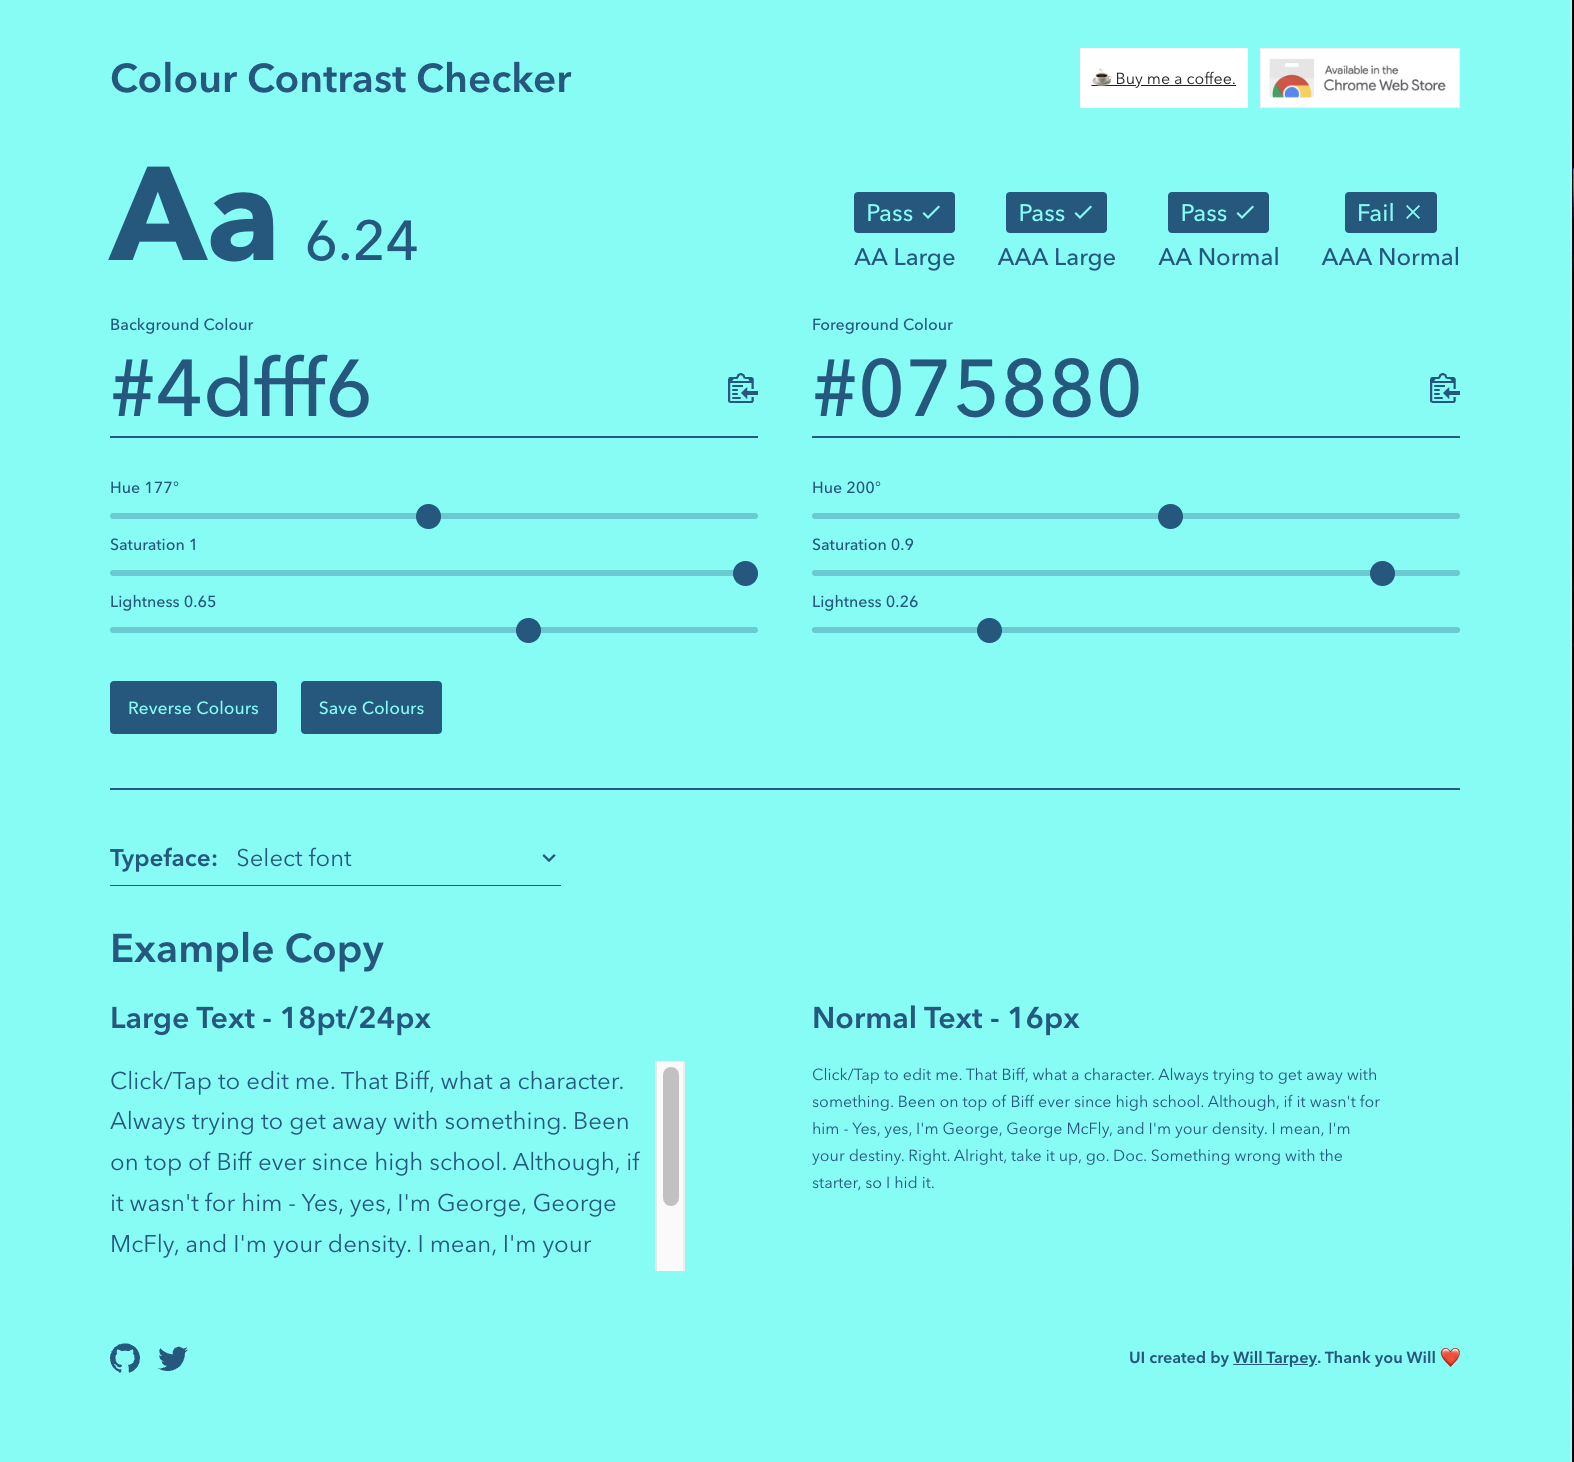 Colour Contrast Checker
☕ Buy me a coffee.
Available in the
Chrome Web Store
Aa 6.24
Pass ✓ Pass ✓ Pass ✓ Fail ✕
AA Large AAA Large AA Normal AAA Normal
Background Colour
#4dfff6
Foreground Colour
#075880
Hue 177°
Saturation 1
Lightness 0.65
Hue 200°
Saturation 0.9
Lightness 0.26
Reverse Colours
Save Colours
Typeface: Select font
Example Copy
Large Text - 18pt/24px
Click/Tap to edit me. That Biff, what a character.
Always trying to get away with something. Been
on top of Biff ever since high school. Although, if
it wasn't for him - Yes, yes, I'm George, George
McFly, and I'm your density. I mean, I'm your
Normal Text - 16px
Click/Tap to edit me. That Biff, what a character. Always trying to get away with
something. Been on top of Biff ever since high school. Although, if it wasn't for
him - Yes, yes, I'm George, George McFly, and I'm your density. I mean, I'm
your destiny. Right. Alright, take it up, go. Doc. Something wrong with the
starter, so I hid it.
UI created by Will Tarpey. Thank you Will ❤️